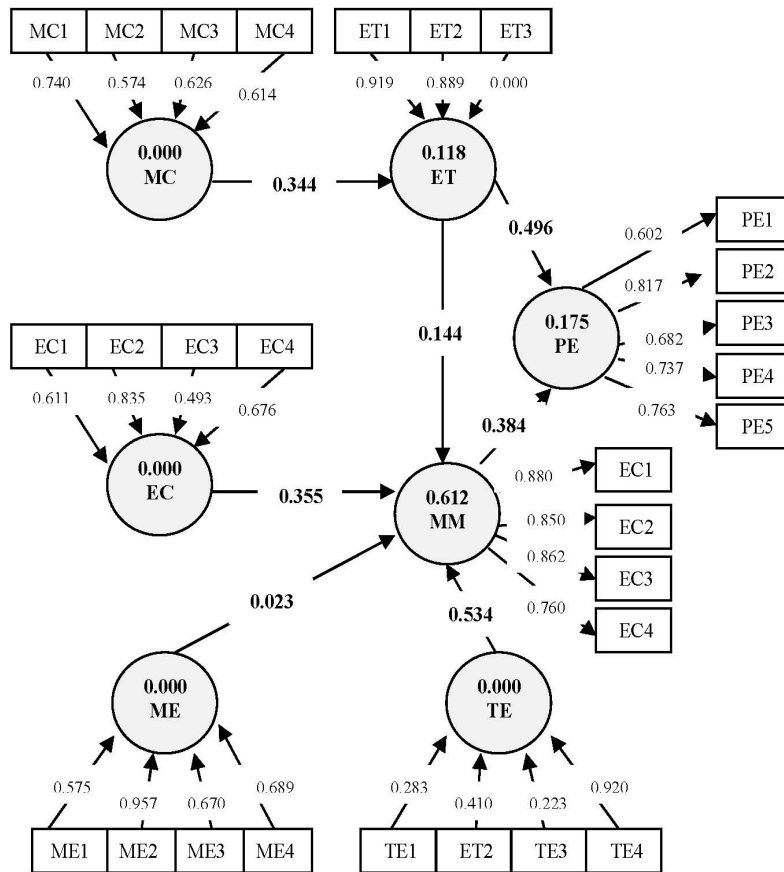 MC1 MC2 MC3 MC4
ET1 ET2 ET3
0.740 0.574 0.626 0.614
0.919 0.889 0.000
0.000
MC
0.344
0.118
ET
0.496
PE1
PE2
PE3
PE4
PE5
0.602
0.817
0.682
0.737
0.763
0.175
PE
0.144
0.384
EC1 EC2 EC3 EC4
0.611 0.835 0.493 0.676
0.000
EC
0.355
0.612
MM
0.880
0.850
0.862
0.760
EC1
EC2
EC3
EC4
0.023
0.534
0.000
ME
0.000
TE
0.575 0.957 0.670 0.689
0.283 0.410 0.223 0.920
ME1 ME2 ME3 ME4
TE1 ET2 TE3 TE4